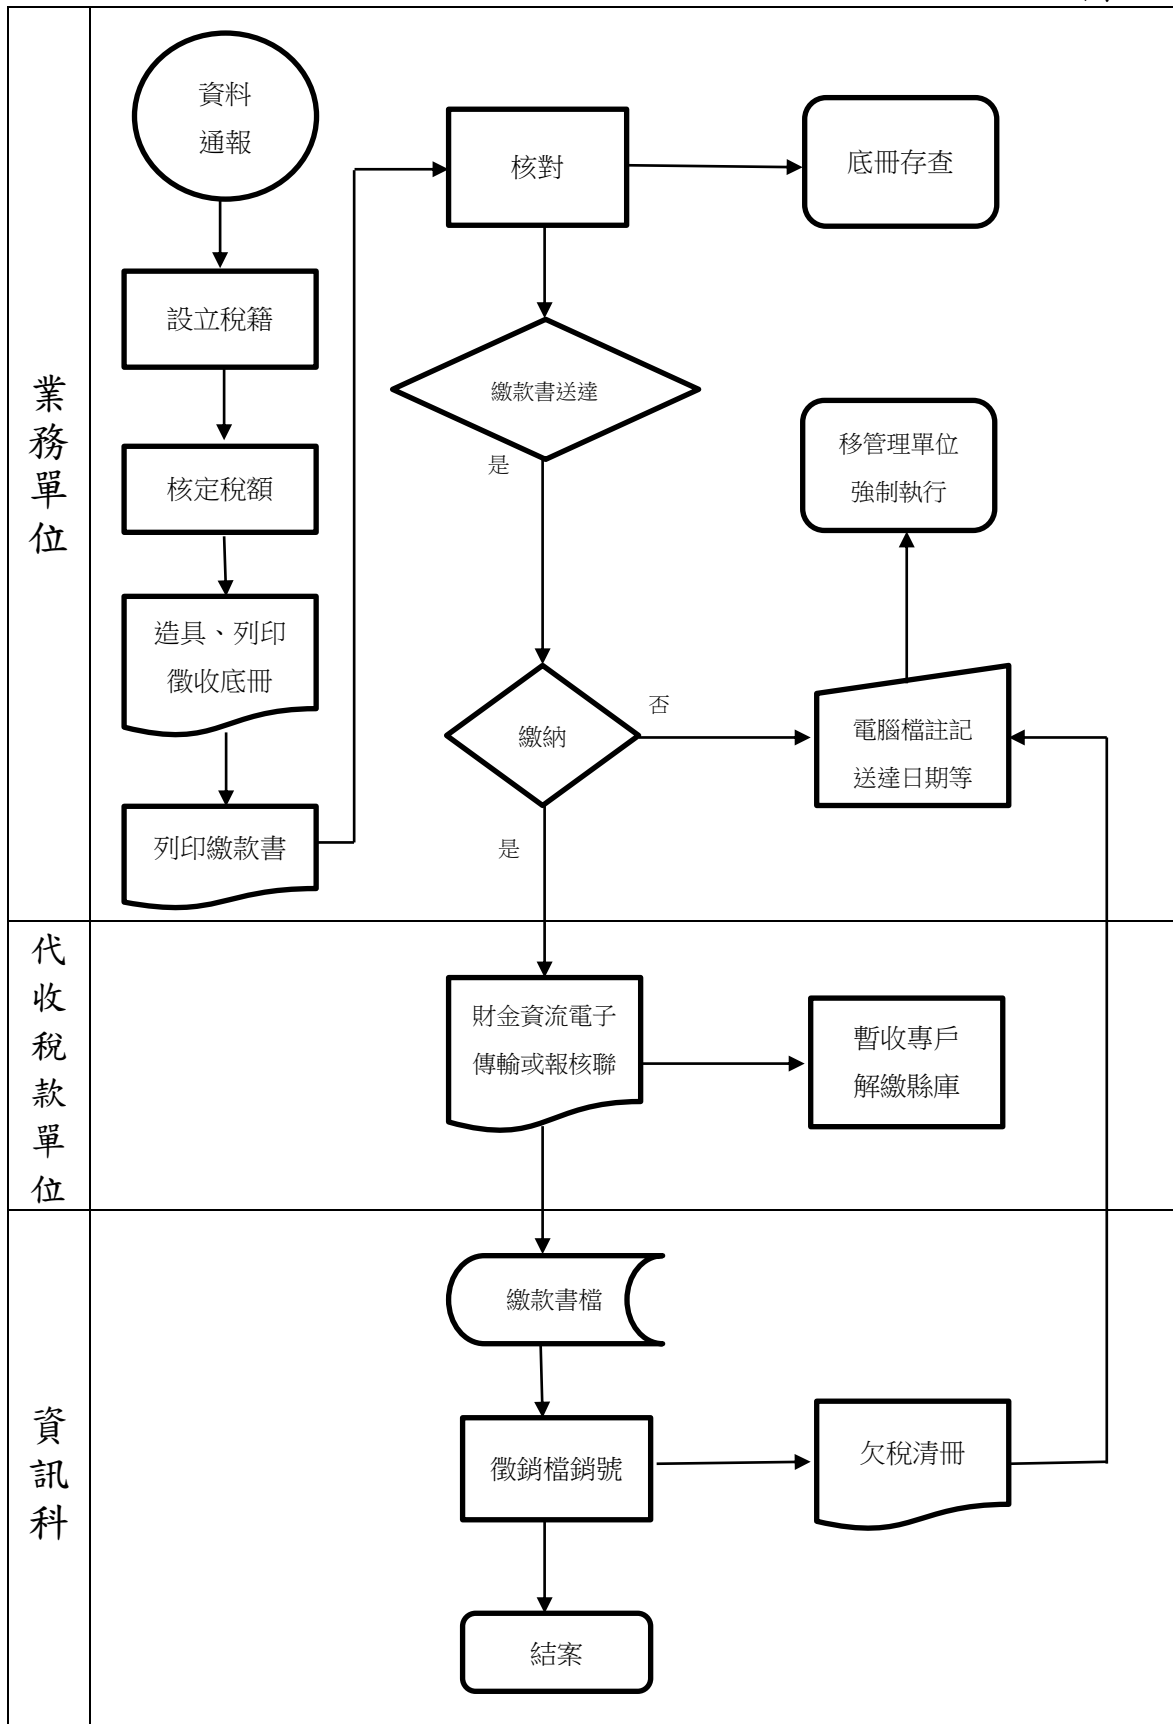 業務單位
資料
通報
設立稅籍
核定稅額
造具、列印
徵收底冊
列印繳款書
核對
底冊存查
繳款書送達
是
繳納
否
是
電腦檔註記
送達日期等
移管理單位
強制執行
代收稅款單位
財金資流電子
傳輸或報核聯
暫收專戶
解繳縣庫
資訊科
繳款書檔
徵銷檔銷號
欠稅清冊
結案